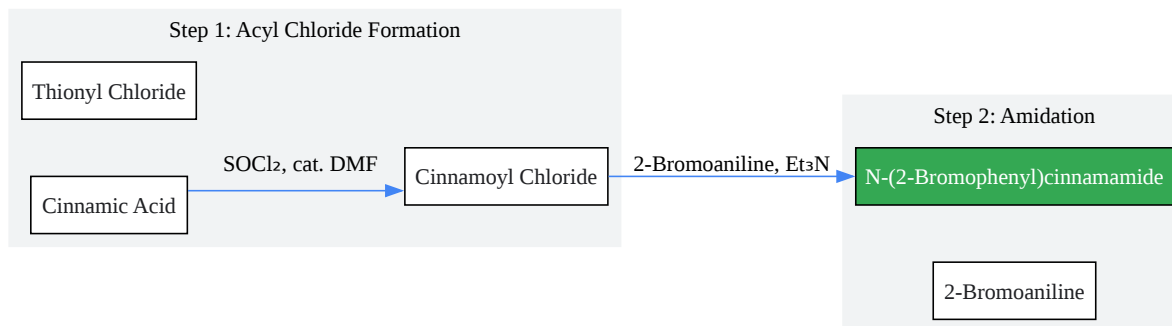 Step 1: Acyl Chloride Formation
Thionyl Chloride
Cinnamic Acid
SOCl₂, cat. DMF
Cinnamoyl Chloride
2-Bromoaniline, Et₃N
Step 2: Amidation
N-(2-Bromophenyl)cinnamamide
2-Bromoaniline